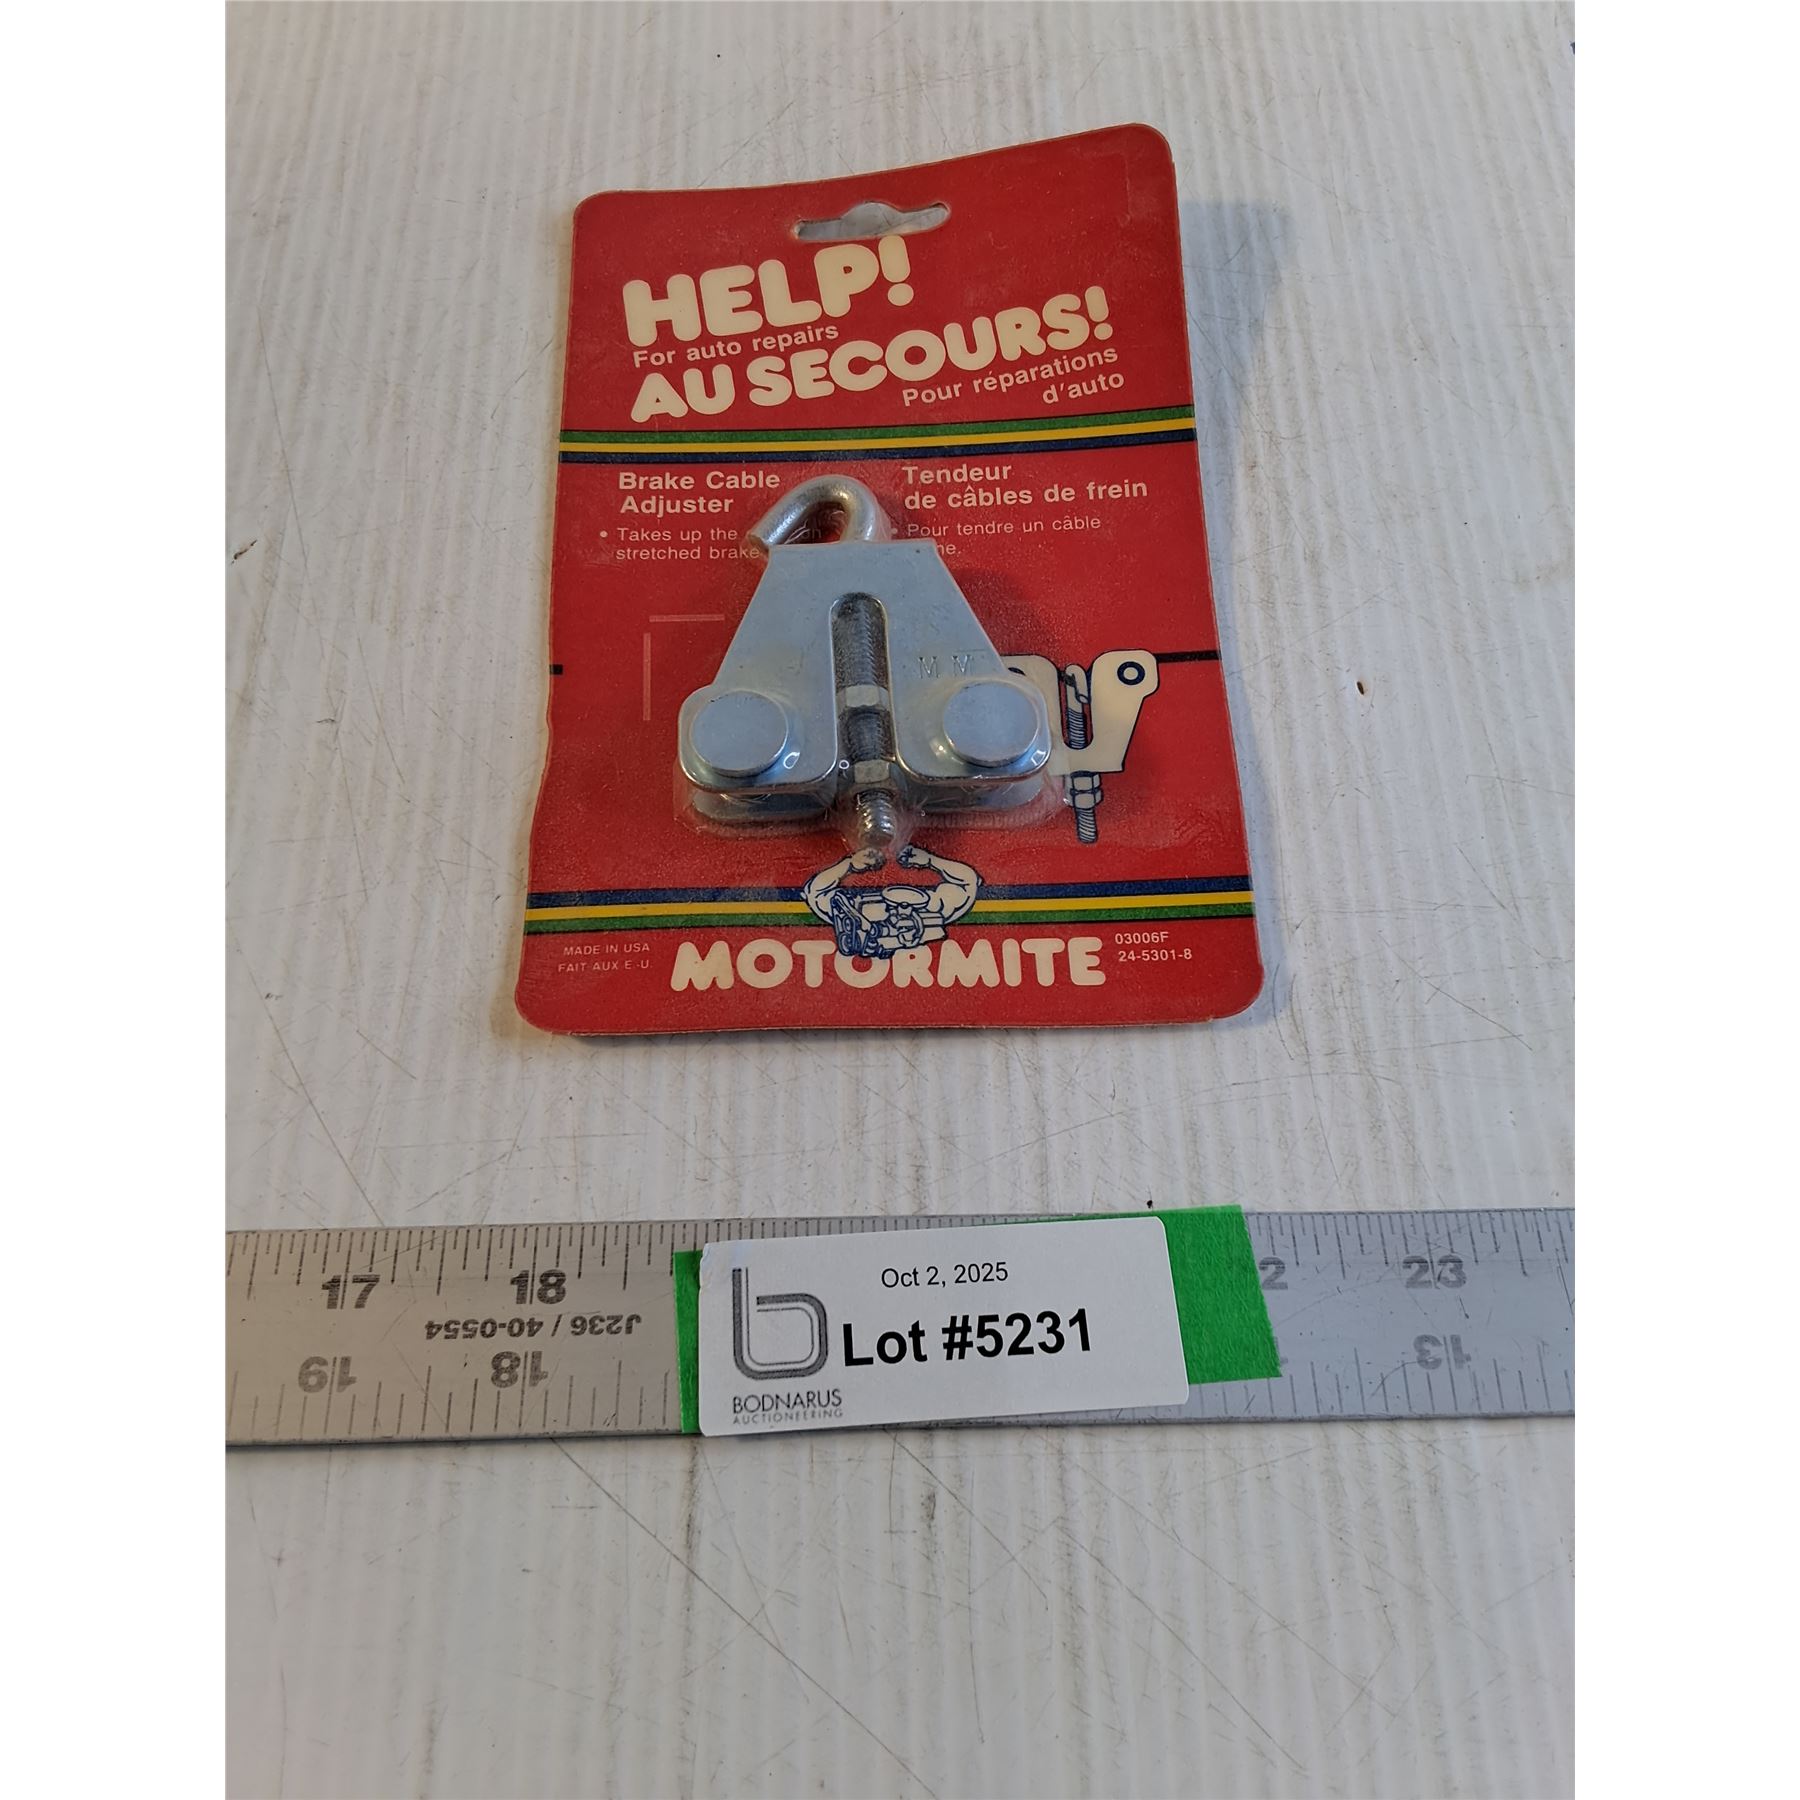 HELP!
For auto repairs
AU SECOURS!
Pour réparations
d'auto
Brake Cable
Adjuster
• Takes up the
stretched brake
Tendeur
de câbles de frein
• Pour tendre un câble
M M
MADE IN USA
FAIT AUX E.-U.
MOTORMITE
03006F
24-5301-8
17 18 2 23
J236 / 40-0554
19 18 13
Oct 2, 2025
Lot #5231
BODNARUS
AUCTIONEERING